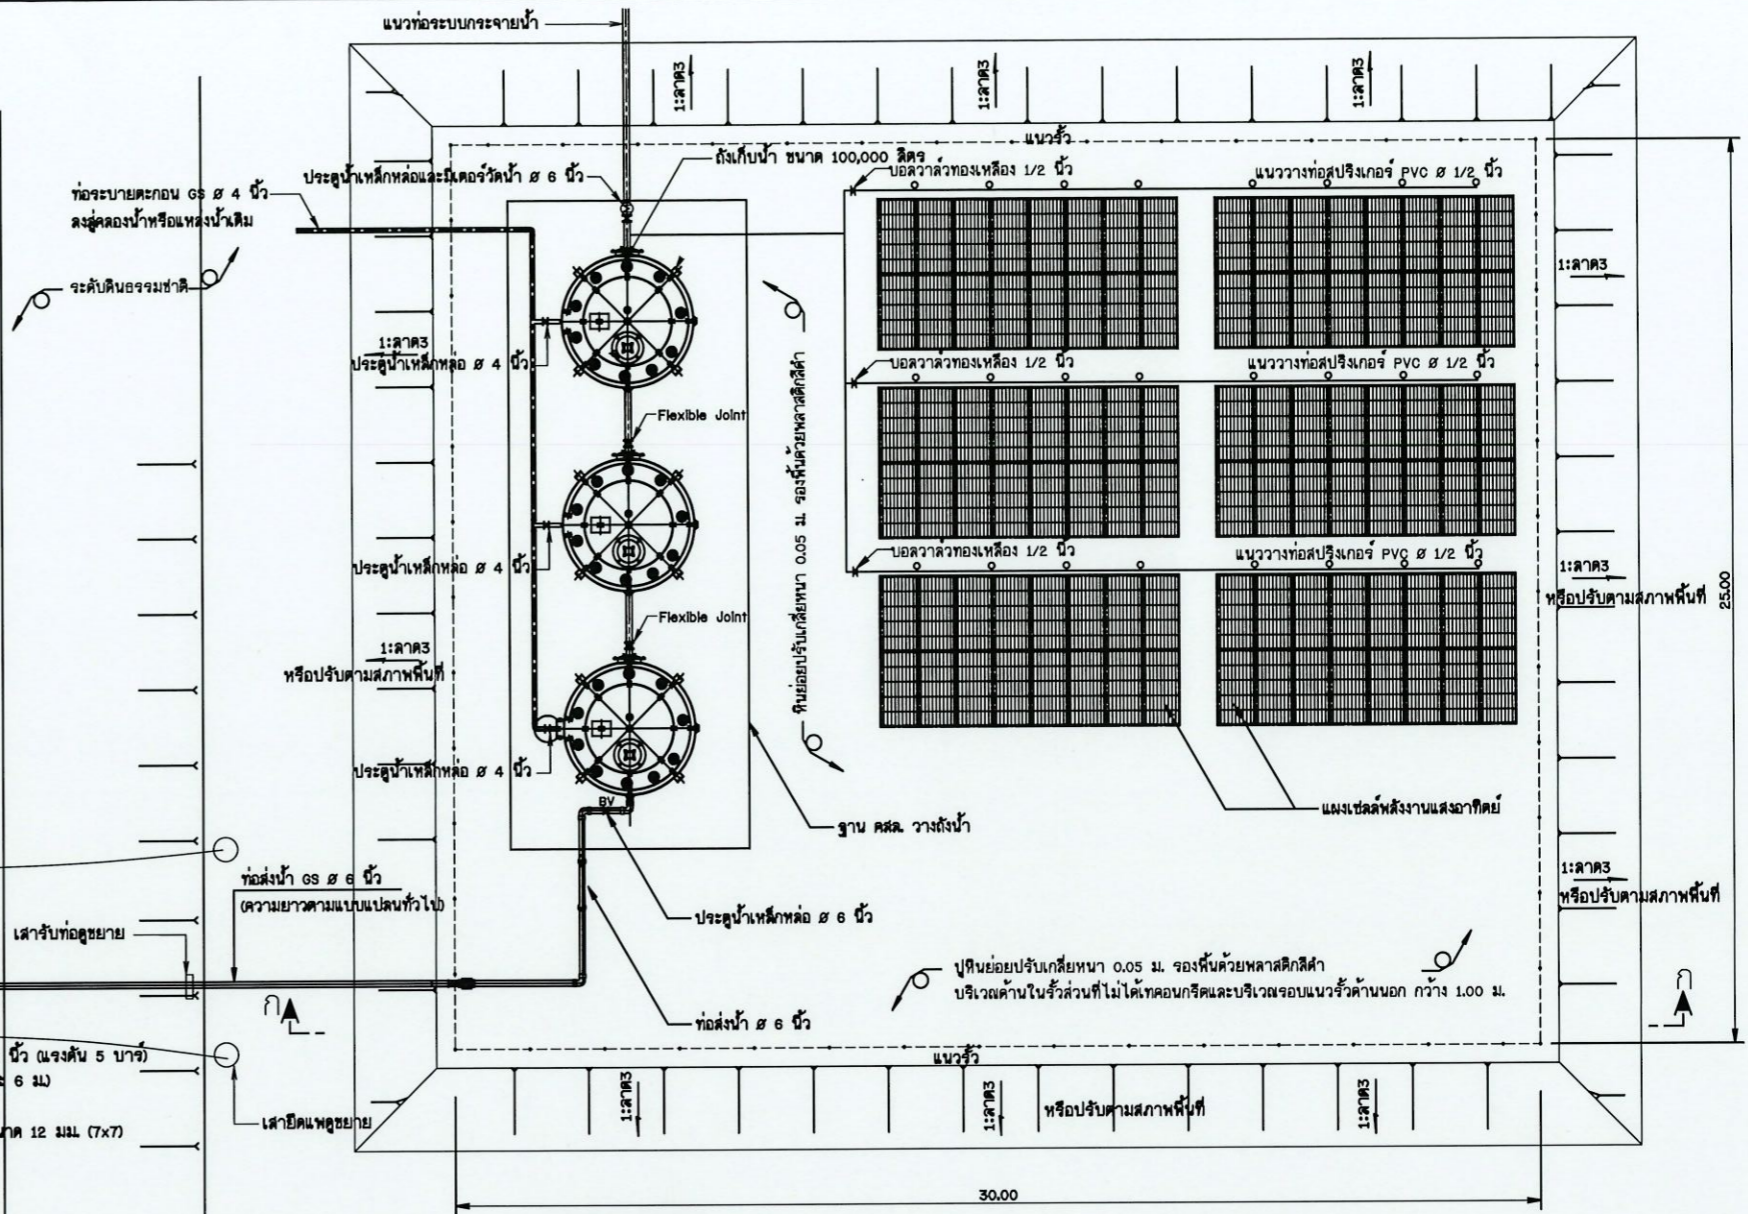 แนวท่อระบบกระจายน้ำ
1:ลาด3
1:ลาด3
1:ลาด3
แนวรั้ว
ถังเก็บน้ำ ขนาด 100,000 ลิตร
ประตูน้ำเหล็กหล่อและมิเตอร์วัดน้ำ ø 6 นิ้ว
บอลวาล์วทองเหลือง 1/2 นิ้ว
แนววางท่อสปริงเกอร์ PVC ø 1/2 นิ้ว
ท่อระบายตะกอน GS ø 4 นิ้ว
ลงสู่คลองน้ำหรือแหล่งน้ำเดิม
ระดับดินธรรมชาติ
1:ลาด3
1:ลาด3
ประตูน้ำเหล็กหล่อ ø 4 นิ้ว
บอลวาล์วทองเหลือง 1/2 นิ้ว
แนววางท่อสปริงเกอร์ PVC ø 1/2 นิ้ว
Flexible Joint
หินย่อยปรับเกลี่ยหนา 0.05 ม. รองพื้นด้วยพลาสติกสีดำ
ประตูน้ำเหล็กหล่อ ø 4 นิ้ว
บอลวาล์วทองเหลือง 1/2 นิ้ว
แนววางท่อสปริงเกอร์ PVC ø 1/2 นิ้ว
1:ลาด3
หรือปรับตามสภาพพื้นที่
25.00
Flexible Joint
1:ลาด3
หรือปรับตามสภาพพื้นที่
ประตูน้ำเหล็กหล่อ ø 4 นิ้ว
BV
แผงเซลล์พลังงานแสงอาทิตย์
ฐาน คสล. วางถังน้ำ
1:ลาด3
หรือปรับตามสภาพพื้นที่
ท่อส่งน้ำ GS ø 6 นิ้ว
(ความยาวตามแบบแปลนทั่วไป)
ประตูน้ำเหล็กหล่อ ø 6 นิ้ว
เสารับท่อดูขยาย
ปูหินย่อยปรับเกลี่ยหนา 0.05 ม. รองพื้นด้วยพลาสติกสีดำ
บริเวณด้านในรั้วส่วนที่ไม่ได้เทคอนกรีตและบริเวณรอบแนวรั้วด้านนอก กว้าง 1.00 ม.
ก
ก
ท่อส่งน้ำ ø 6 นิ้ว
นิ้ว (แรงดัน 5 บาร์)
6 ม.)
แนวรั้ว
1:ลาด3
1:ลาด3
หรือปรับตามสภาพพื้นที่
1:ลาด3
เสายึดแพดูขยาย
12 มม. (7x7)
30.00